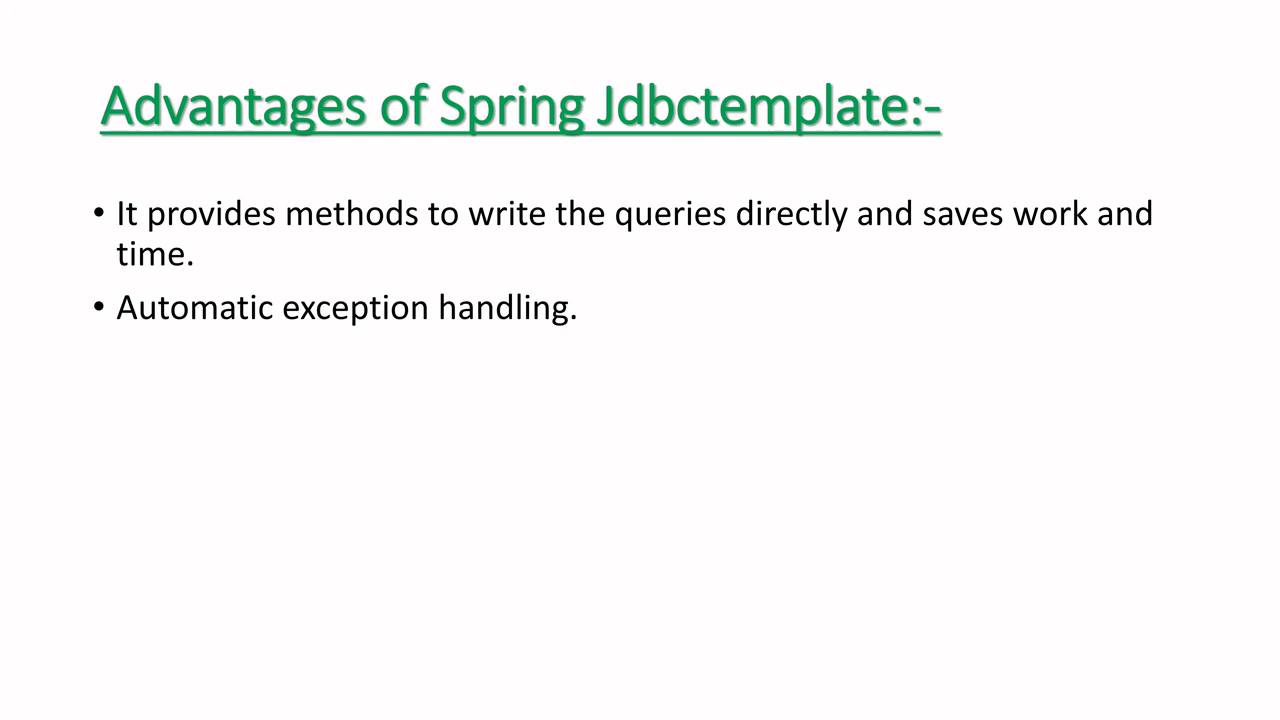 Advantages of Spring Jdbctemplate:-
• It provides methods to write the queries directly and saves work and
time.
• Automatic exception handling.